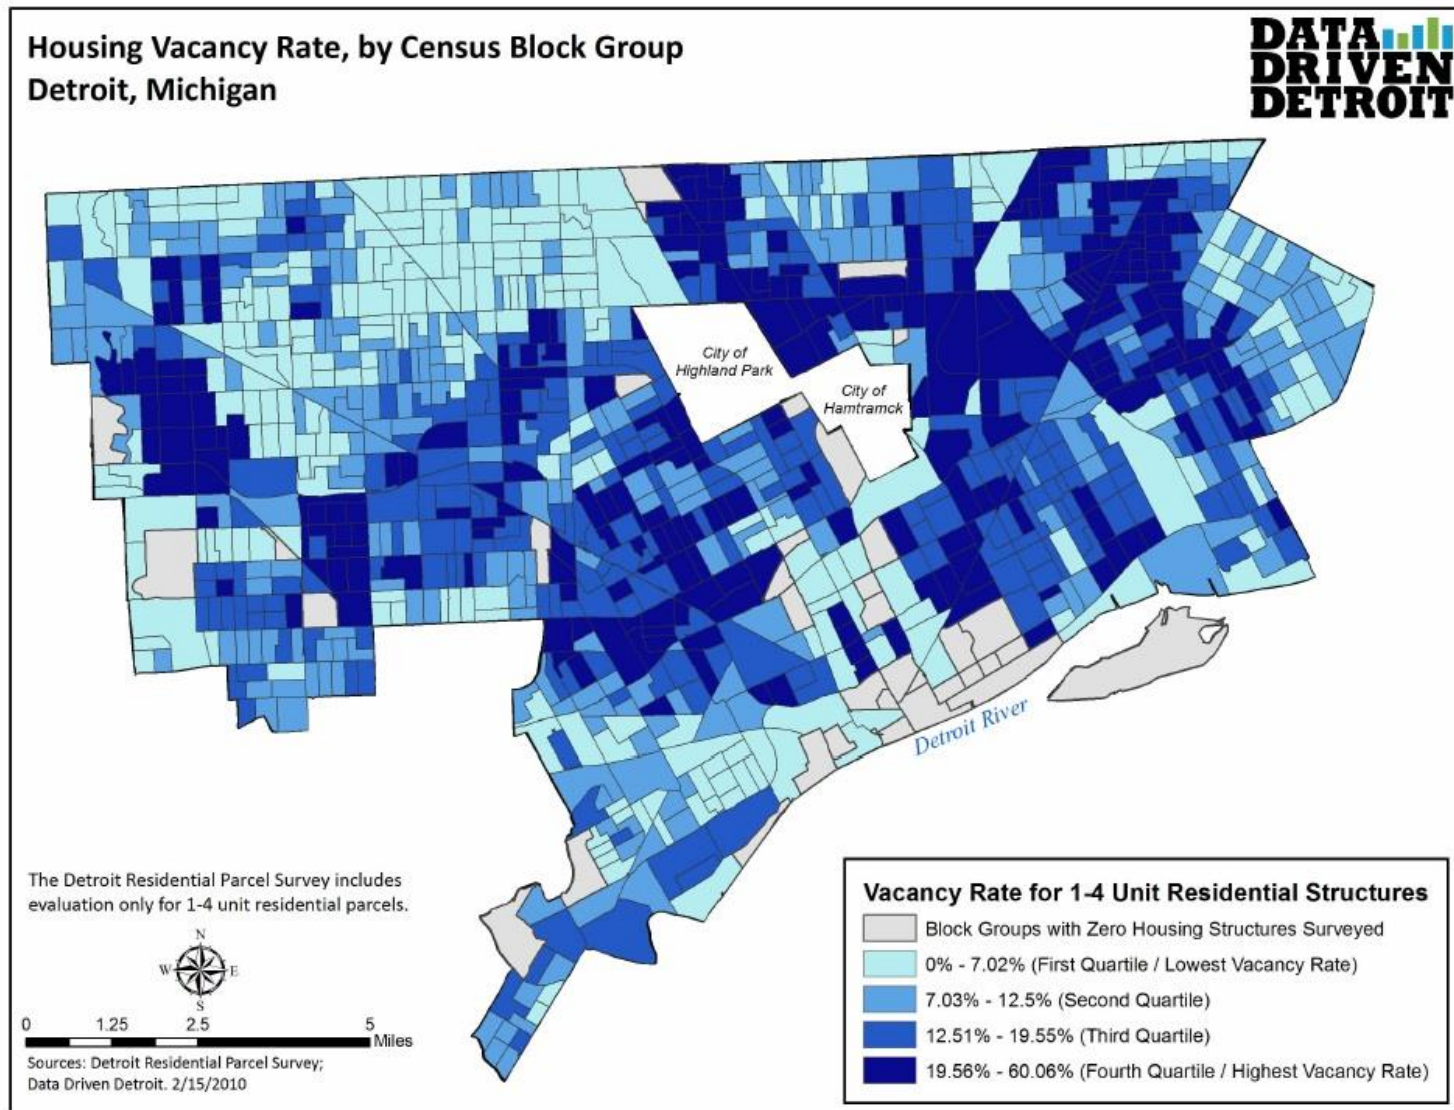 Housing Vacancy Rate, by Census Block Group
Detroit, Michigan
DATA
DRIVEN
DETROIT
City of
Highland Park
City of
Hamtramck
Detroit River
The Detroit Residential Parcel Survey includes
evaluation only for 1-4 unit residential parcels.
N
W E
S
0 1.25 2.5 5
Miles
Sources: Detroit Residential Parcel Survey;
Data Driven Detroit. 2/15/2010
Vacancy Rate for 1-4 Unit Residential Structures
Block Groups with Zero Housing Structures Surveyed
0% - 7.02% (First Quartile / Lowest Vacancy Rate)
7.03% - 12.5% (Second Quartile)
12.51% - 19.55% (Third Quartile)
19.56% - 60.06% (Fourth Quartile / Highest Vacancy Rate)